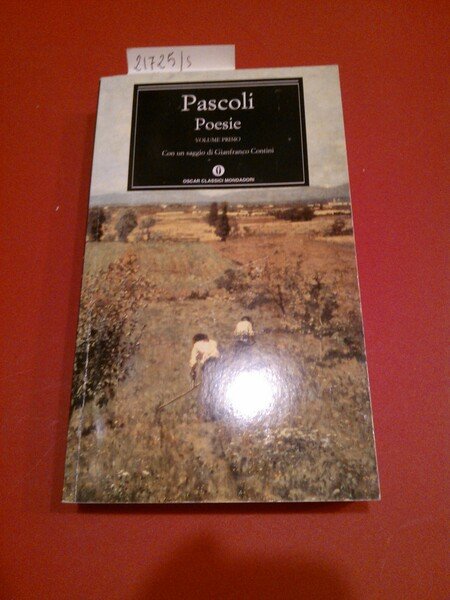 21725/s
Pascoli
Poesie
VOLUME PRIMO
Con un saggio di Gianfranco Contini
OSCAR CLASSICI MONDADORI